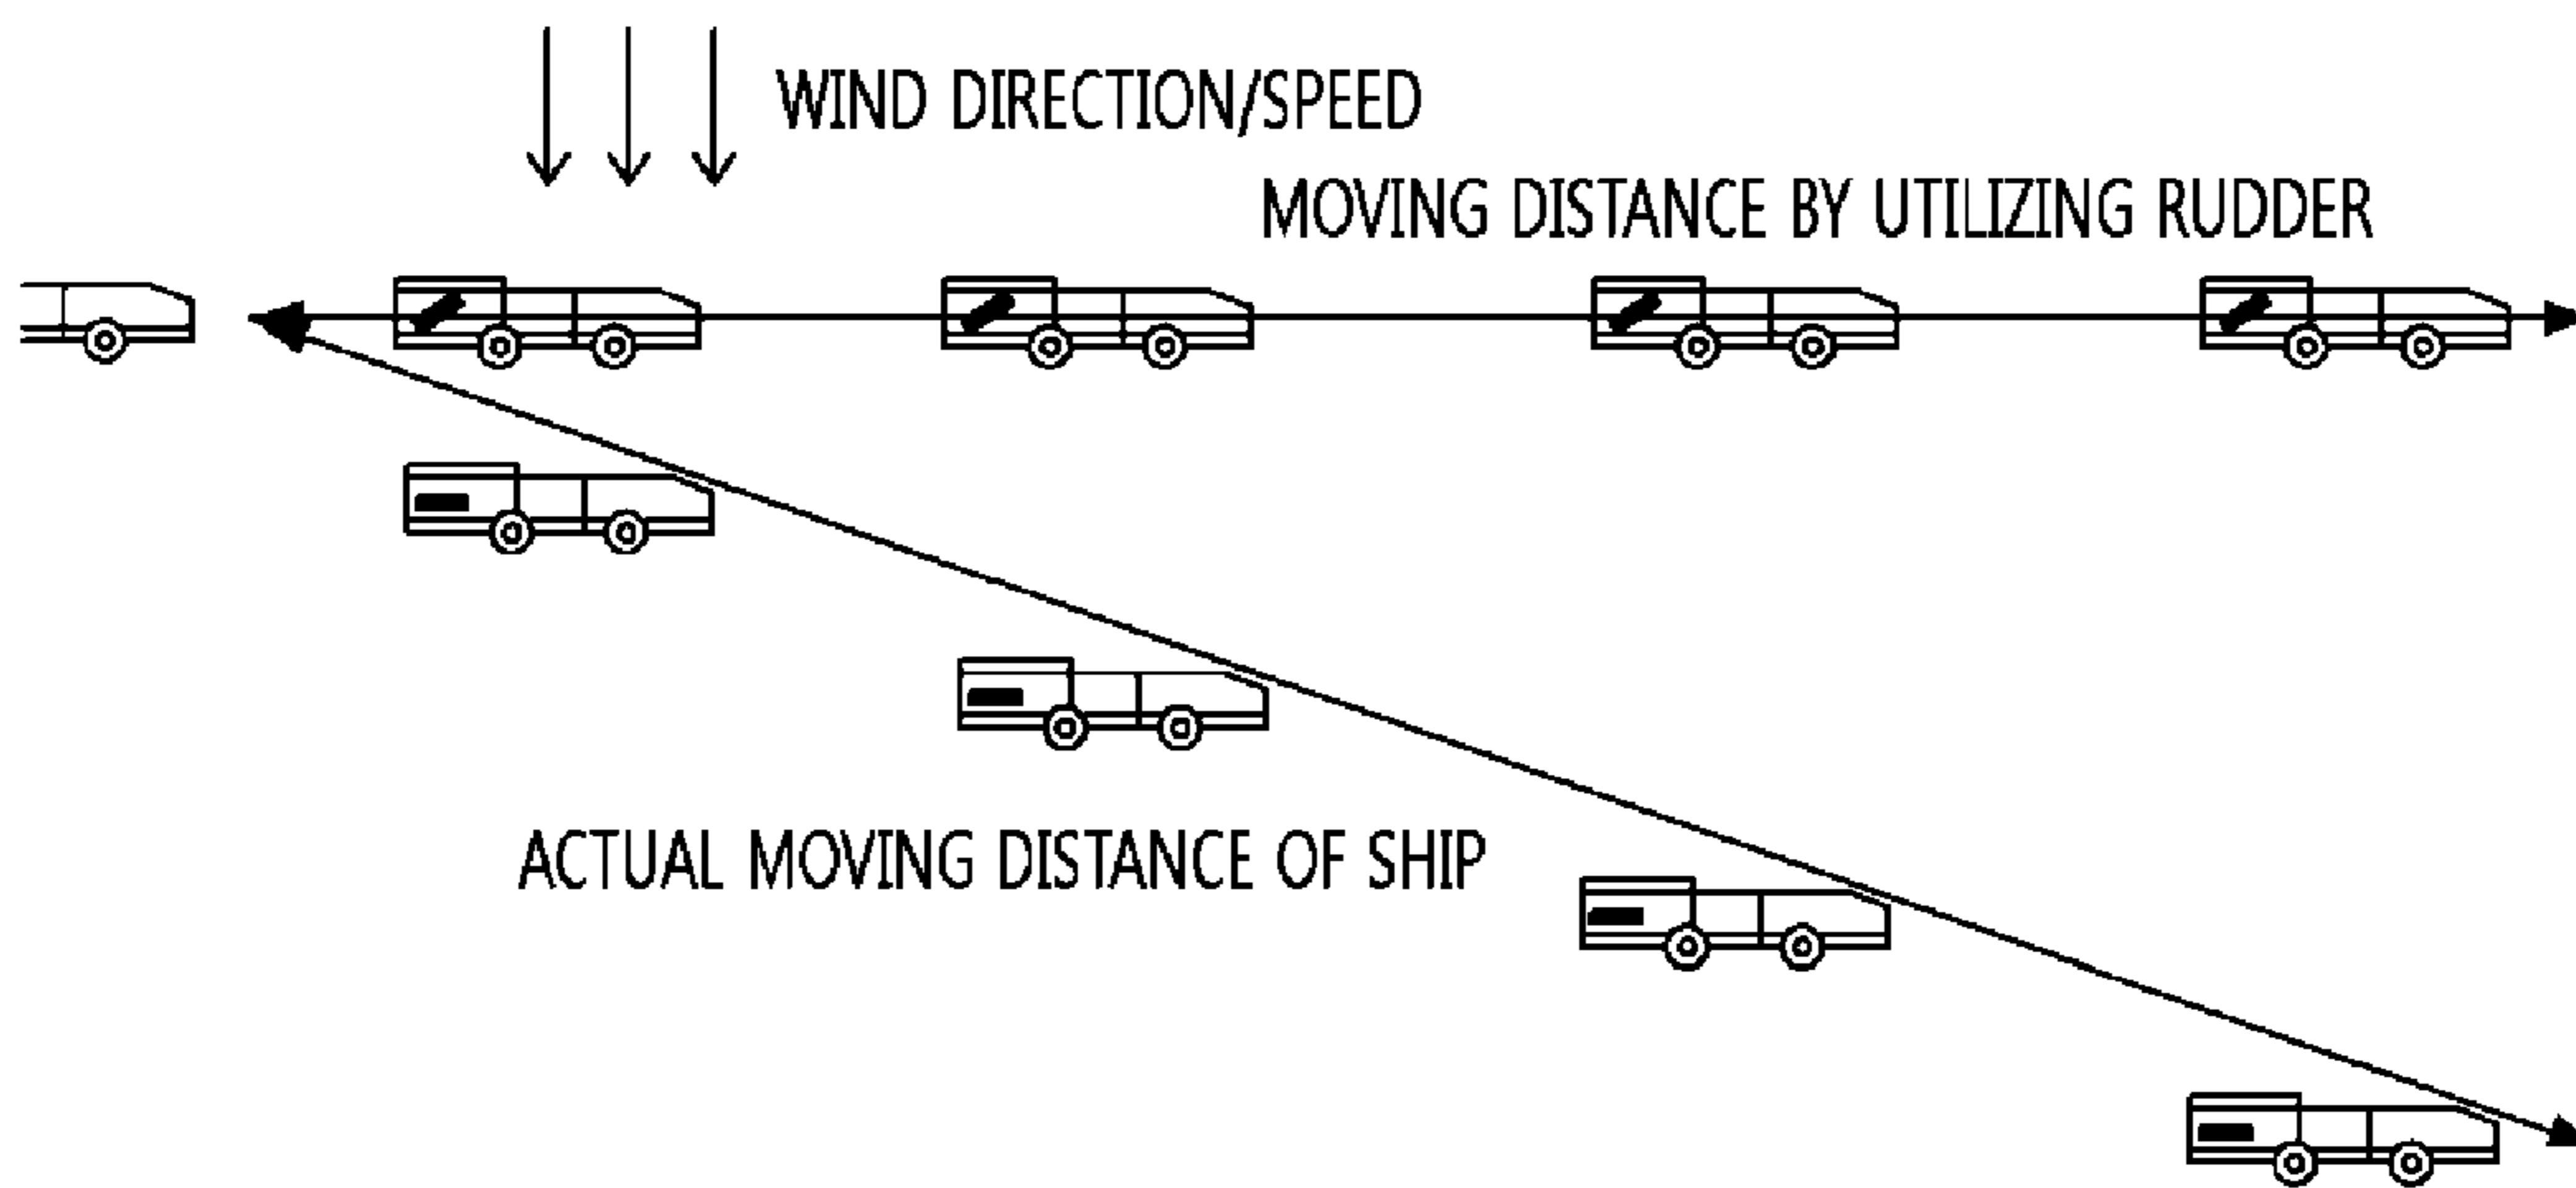 WIND DIRECTION/SPEED
MOVING DISTANCE BY UTILIZING RUDDER
ACTUAL MOVING DISTANCE OF SHIP